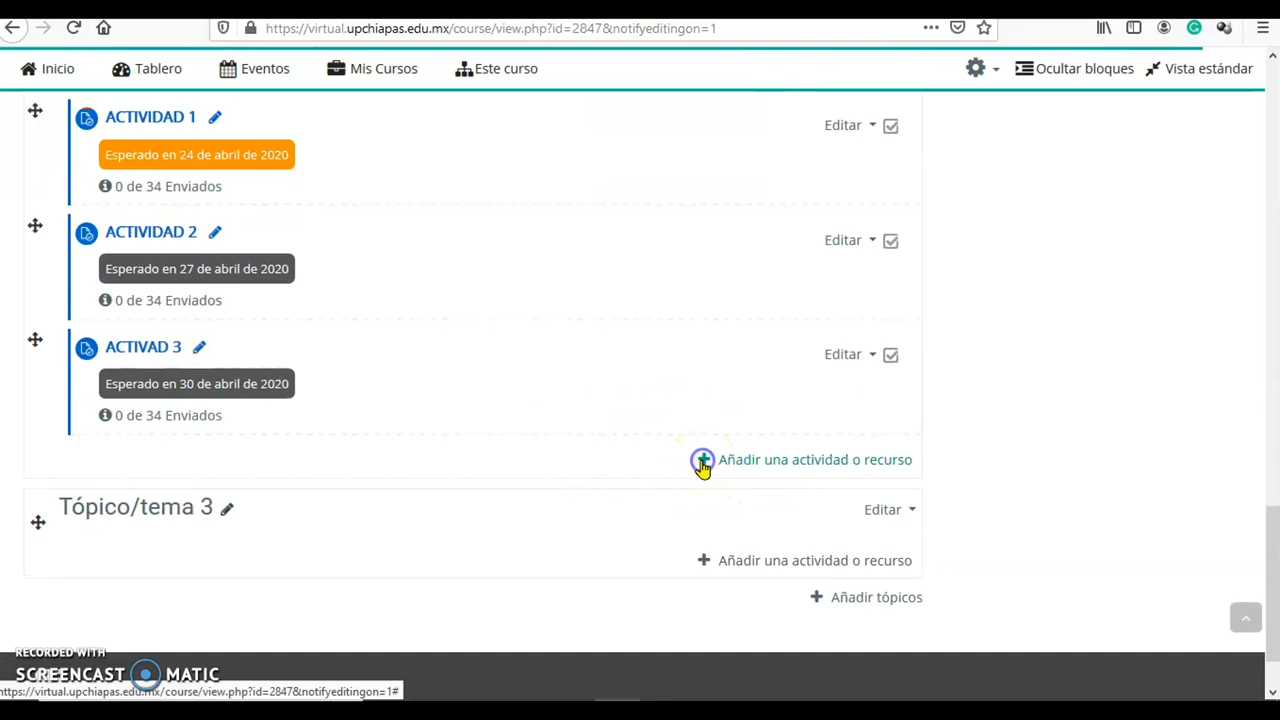 https://virtual.upchiapas.edu.mx/course/view.php?id=2847&notifyeditingon=1
Inicio Tablero Eventos Mis Cursos Este curso Ocultar bloques Vista estándar
ACTIVIDAD 1 Editar
Esperado en 24 de abril de 2020
0 de 34 Enviados
ACTIVIDAD 2 Editar
Esperado en 27 de abril de 2020
0 de 34 Enviados
ACTIVAD 3 Editar
Esperado en 30 de abril de 2020
0 de 34 Enviados
Añadir una actividad o recurso
Tópico/tema 3 Editar
Añadir una actividad o recurso
Añadir tópicos
RECORDED WITH
SCREENCAST MATIC
https://virtual.upchiapas.edu.mx/course/view.php?id=2847&notifyeditingon=1#